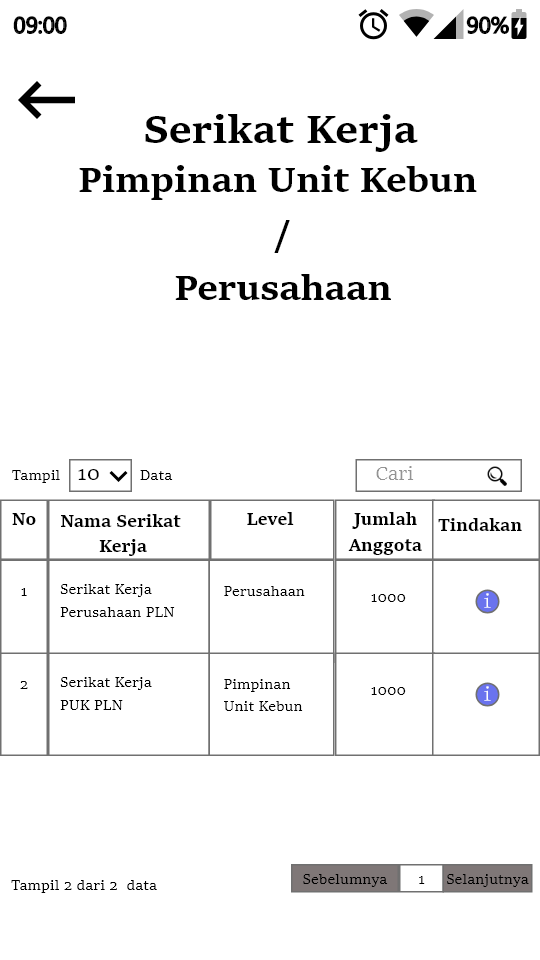 09:00 90%
Serikat Kerja
Pimpinan Unit Kebun
/
Perusahaan
Tampil 10 Data Cari
No Nama Serikat Kerja Level Jumlah Anggota Tindakan
1 Serikat Kerja Perusahaan PLN Perusahaan 1000 i
2 Serikat Kerja PUK PLN Pimpinan Unit Kebun 1000 i
Tampil 2 dari 2 data Sebelumnya 1 Selanjutnya